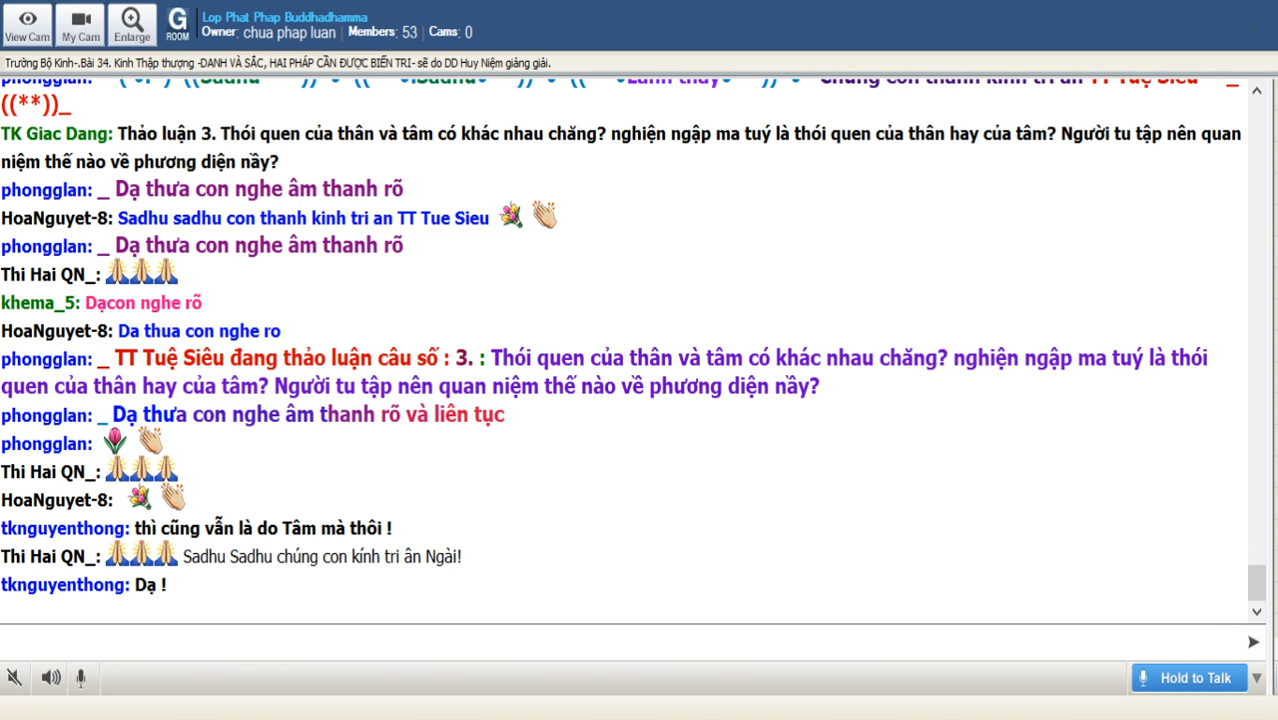 View Cam
My Cam
Enlarge
G
ROOM
Lop Phat Phap Buddhadhamma
Owner: chua phap luan | Members: 53 | Cams: 0
Trường Bộ Kinh-.Bài 34. Kinh Thập thượng -DANH VÀ SẮC, HAI PHÁP CẦN ĐƯỢC BIẾN TRI- sẽ do DD Huy Niệm giảng giải.
((**))_
TK Giac Dang: Thảo luận 3. Thói quen của thân và tâm có khác nhau chăng? nghiện ngập ma tuý là thói quen của thân hay của tâm? Người tu tập nên quan
niệm thế nào về phương diện nầy?
phongglan: _ Dạ thưa con nghe âm thanh rõ
HoaNguyet-8: Sadhu sadhu con thanh kinh tri an TT Tue Sieu
phongglan: _ Dạ thưa con nghe âm thanh rõ
Thi Hai QN_:
khema_5: Dạcon nghe rõ
HoaNguyet-8: Da thua con nghe ro
phongglan: _ TT Tuệ Siêu đang thảo luận câu số : 3. : Thói quen của thân và tâm có khác nhau chăng? nghiện ngập ma tuý là thói
quen của thân hay của tâm? Người tu tập nên quan niệm thế nào về phương diện nầy?
phongglan: _ Dạ thưa con nghe âm thanh rõ và liên tục
phongglan:
Thi Hai QN_:
HoaNguyet-8:
tknguyenthong: thì cũng vẫn là do Tâm mà thôi !
Thi Hai QN_: Sadhu Sadhu chúng con kính tri ân Ngài!
tknguyenthong: Dạ !
Hold to Talk